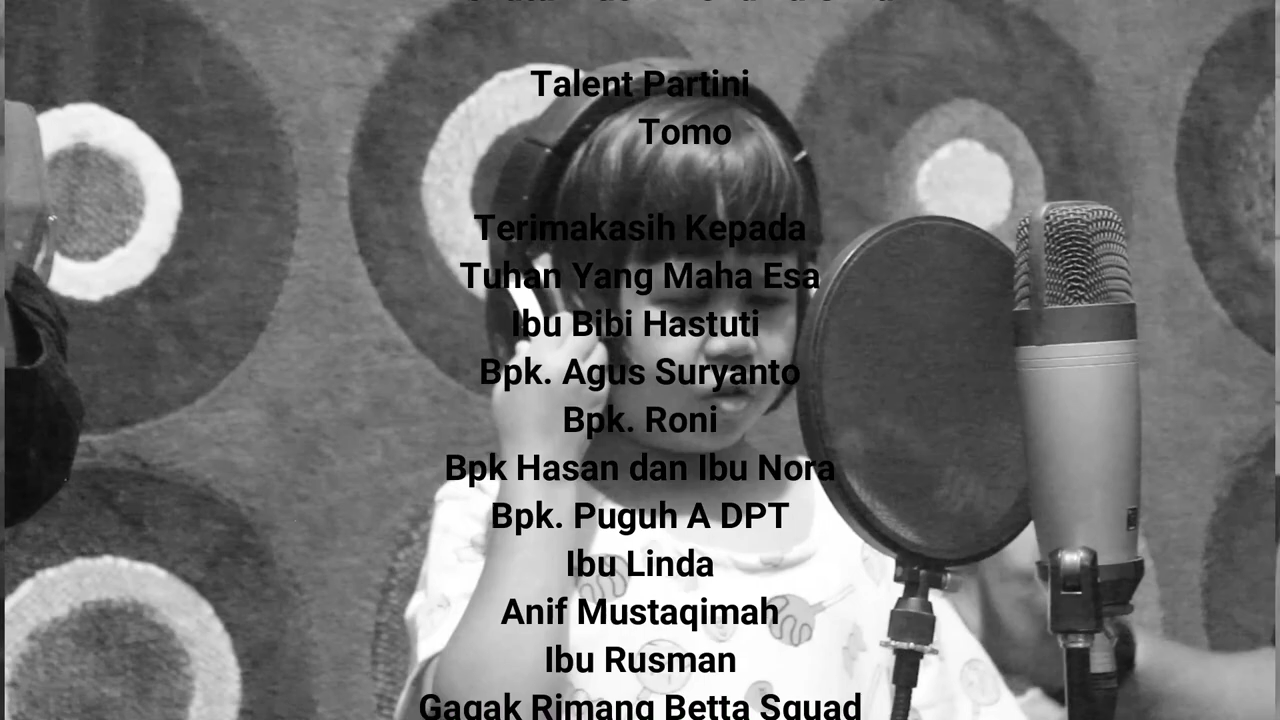 Talent Partini
Tomo
Terimakasih Kepada
Tuhan Yang Maha Esa
Ibu Bibi Hastuti
Bpk. Agus Suryanto
Bpk. Roni
Bpk Hasan dan Ibu Nora
Bpk. Puguh A DPT
Ibu Linda
Anif Mustaqimah
Ibu Rusman
Gagak Rimang Betta Squad